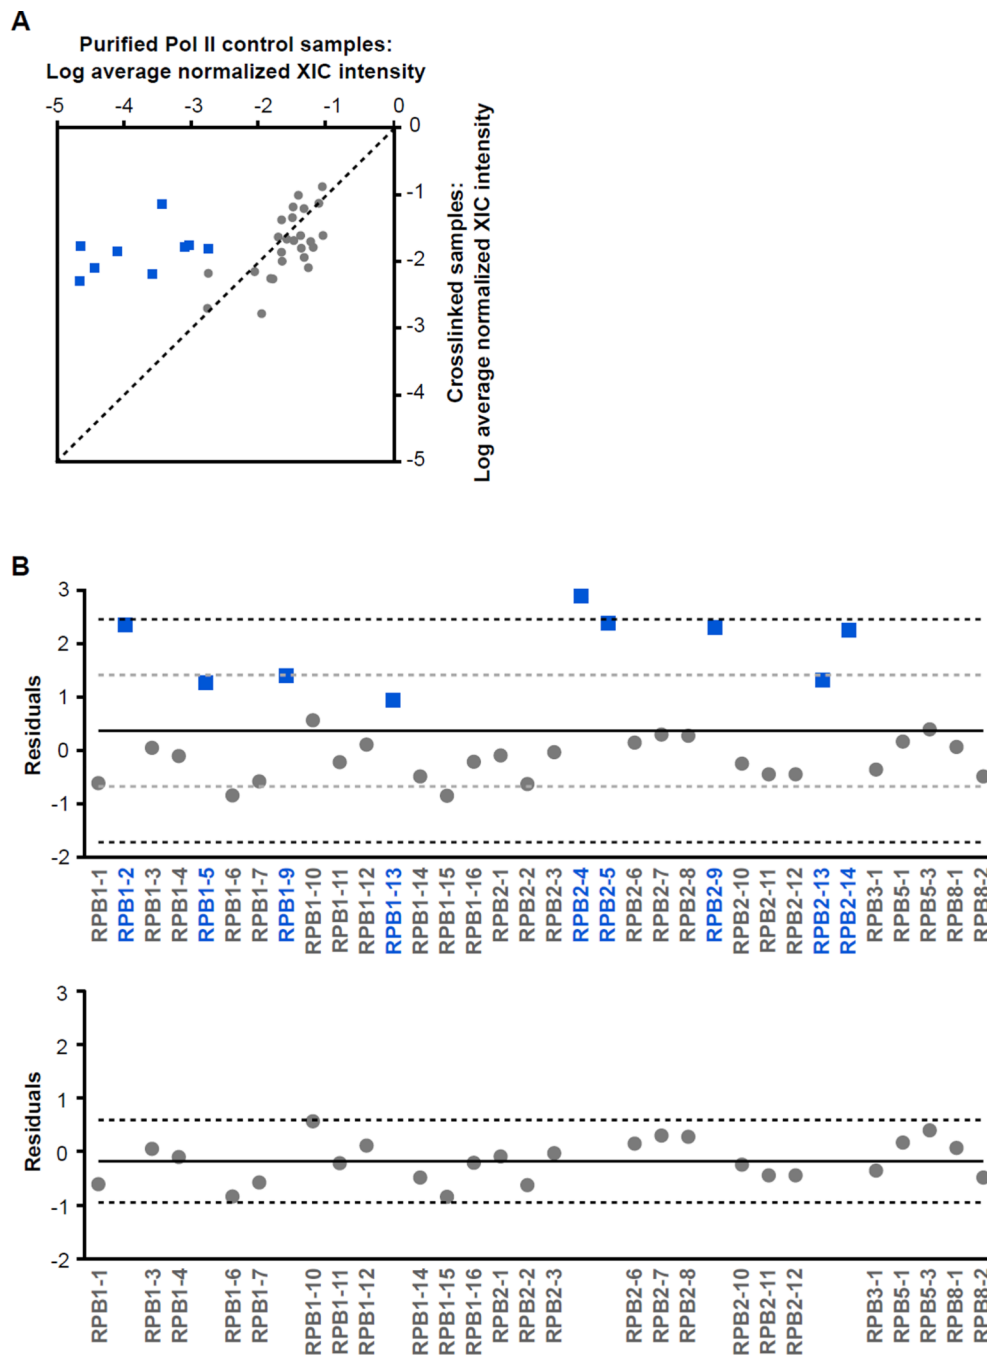 A
Purified Pol II control samples:
Log average normalized XIC intensity
-5 -4 -3 -2 -1 0
0
-1
-2
-3
-4
-5
Crosslinked samples:
Log average normalized XIC intensity
B
3
2
1
0
-1
-2
Residuals
RPB1-1
RPB1-2
RPB1-3
RPB1-4
RPB1-5
RPB1-6
RPB1-7
RPB1-9
RPB1-10
RPB1-11
RPB1-12
RPB1-13
RPB1-14
RPB1-15
RPB1-16
RPB2-1
RPB2-2
RPB2-3
RPB2-4
RPB2-5
RPB2-6
RPB2-7
RPB2-8
RPB2-9
RPB2-10
RPB2-11
RPB2-12
RPB2-13
RPB2-14
RPB3-1
RPB5-1
RPB5-3
RPB8-1
RPB8-2
3
2
1
0
-1
-2
Residuals
RPB1-1
RPB1-3
RPB1-4
RPB1-6
RPB1-7
RPB1-10
RPB1-11
RPB1-12
RPB1-14
RPB1-15
RPB1-16
RPB2-1
RPB2-2
RPB2-3
RPB2-6
RPB2-7
RPB2-8
RPB2-10
RPB2-11
RPB2-12
RPB3-1
RPB5-1
RPB5-3
RPB8-1
RPB8-2